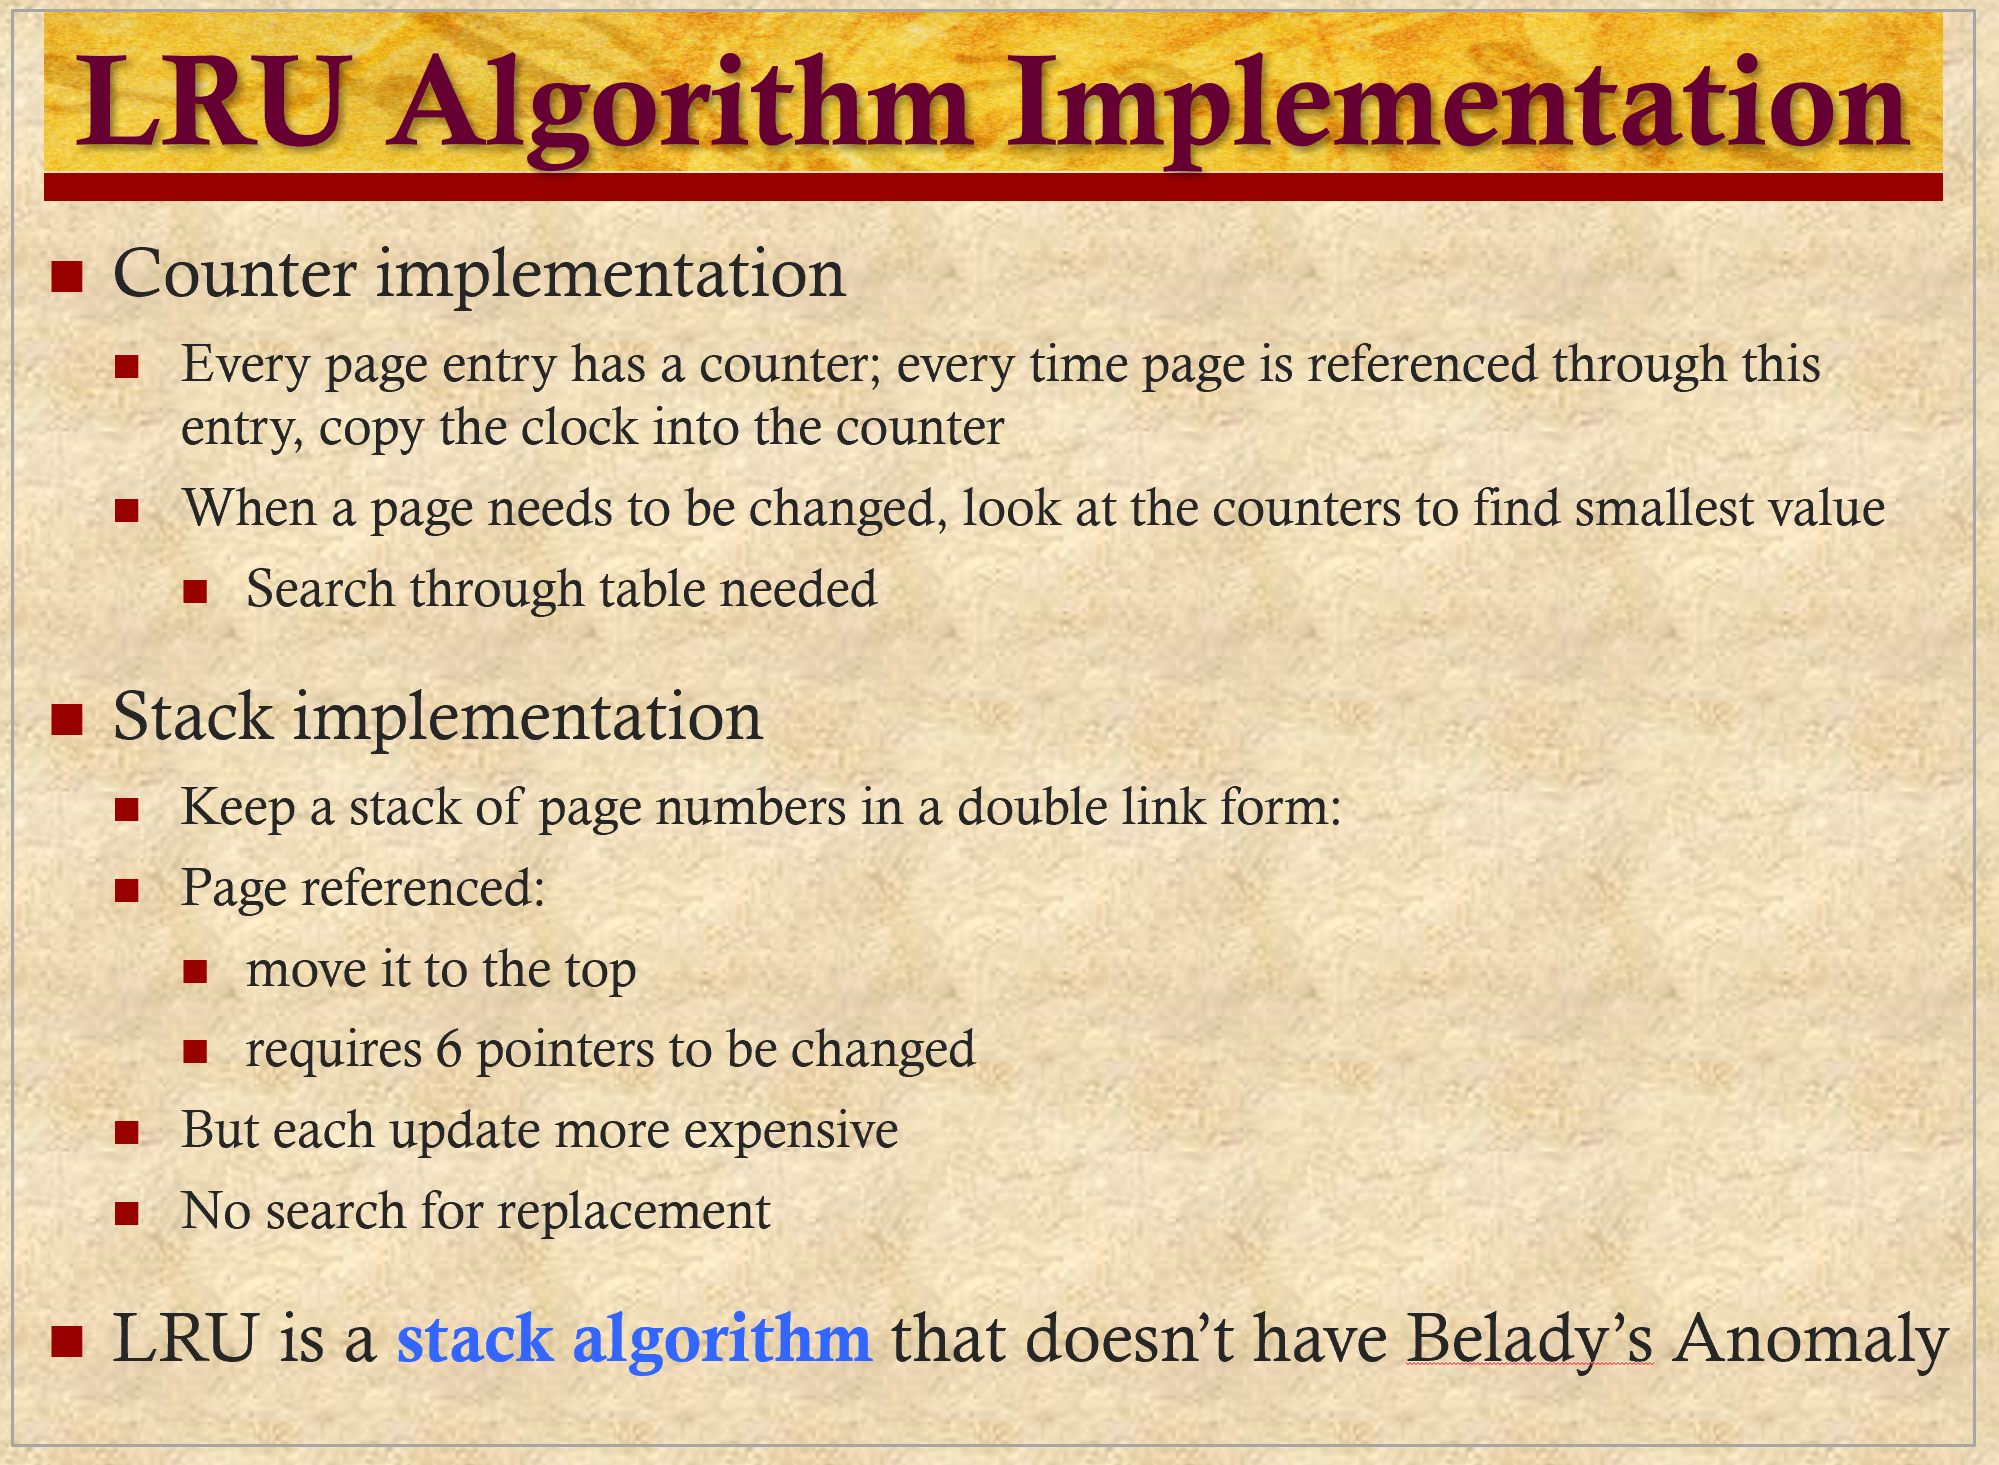 LRU Algorithm Implementation
Counter implementation
Every page entry has a counter; every time page is referenced through this
entry, copy the clock into the counter
When a page needs to be changed, look at the counters to find smallest value
Search through table needed
Stack implementation
Keep a stack of page numbers in a double link form:
Page referenced:
move it to the top
requires 6 pointers to be changed
But each update more expensive
No search for replacement
LRU is a stack algorithm that doesn’t have Belady’s Anomaly